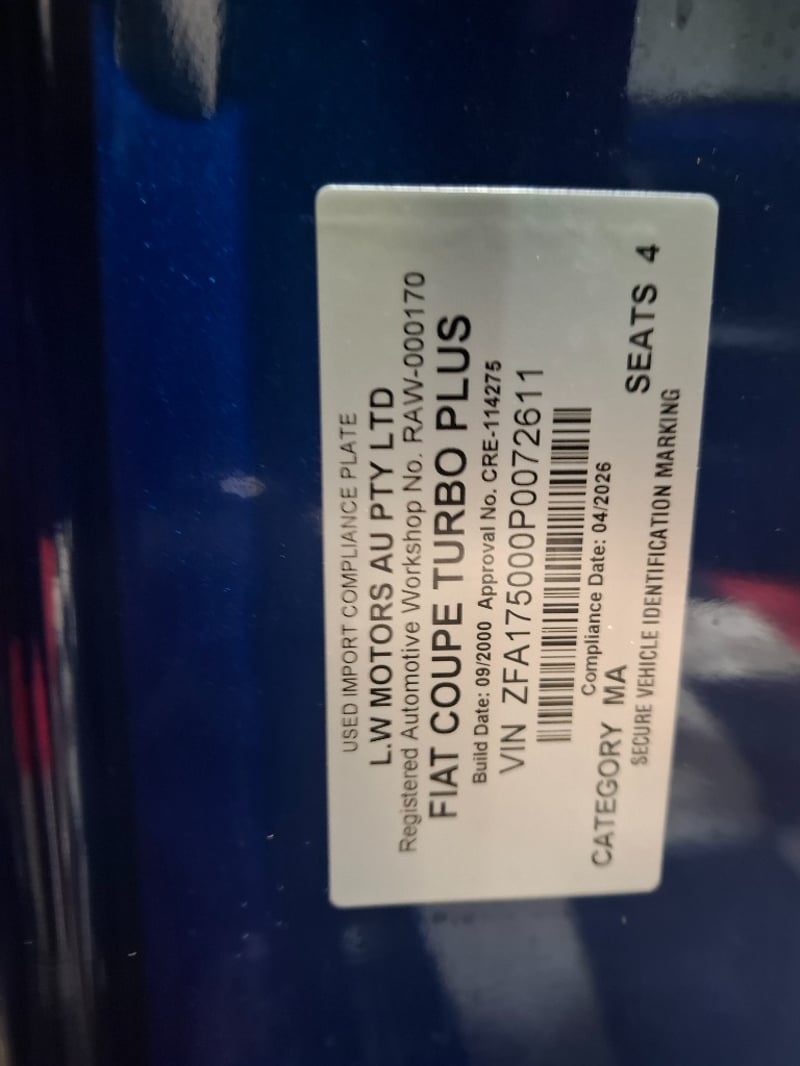 USED IMPORT COMPLIANCE PLATE
L.W MOTORS AU PTY LTD
Registered Automotive Workshop No. RAW-000170
FIAT COUPE TURBO PLUS
Build Date: 09/2000 Approval No. CRE-114275
VIN ZFA175000P0072611
Compliance Date: 04/2026
CATEGORY MA SEATS 4
SECURE VEHICLE IDENTIFICATION MARKING